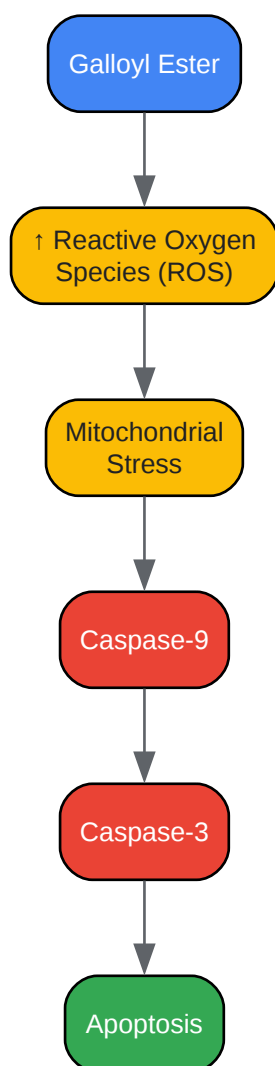 Galloyl Ester
↑ Reactive Oxygen
Species (ROS)
Mitochondrial
Stress
Caspase-9
Caspase-3
Apoptosis